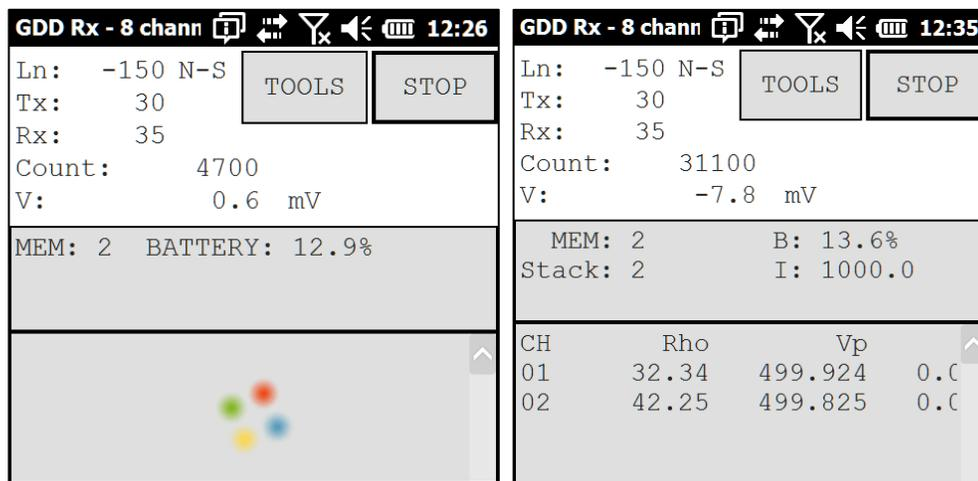 GDD Rx - 8 chann 12:26
Ln: -150 N-S
TOOLS
STOP
Tx: 30
Rx: 35
Count: 4700
V: 0.6 mV
MEM: 2 BATTERY: 12.9%
GDD Rx - 8 chann 12:35
Ln: -150 N-S
TOOLS
STOP
Tx: 30
Rx: 35
Count: 31100
V: -7.8 mV
MEM: 2 B: 13.6%
Stack: 2 I: 1000.0
CH Rho Vp
01 32.34 499.924
02 42.25 499.825